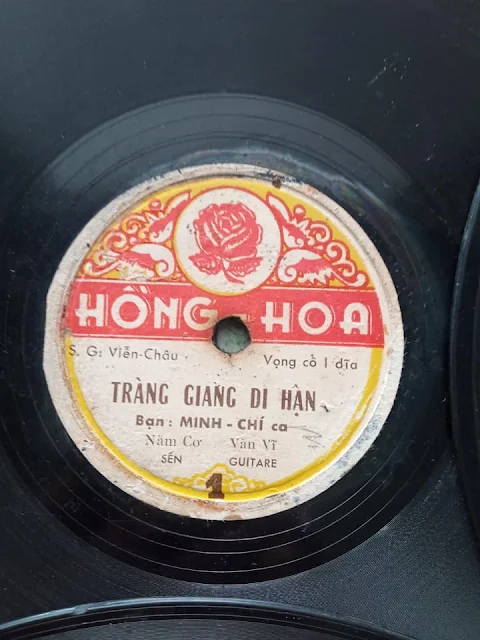 HỒNG HOA
S. G: Viễn-Châu Vọng cổ 1 dĩa
TRÀNG GIANG DI HẬN
Bạn: MINH-CHÍ ca
Năm Cơ Văn Vĩ
SẾN GUITARE
1